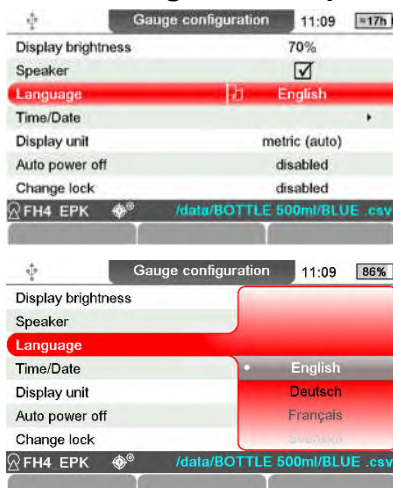 Gauge configuration 11:09 ≈17h
Display brightness 70%
Speaker
Language English
Time/Date
Display unit metric (auto)
Auto power off disabled
Change lock disabled
FH4 EPK /data/BOTTLE 500ml/BLUE .csv
Gauge configuration 11:09 86%
Display brightness
Speaker
Language
Time/Date English
Display unit Deutsch
Auto power off Français
Change lock
FH4 EPK /data/BOTTLE 500ml/BLUE .csv